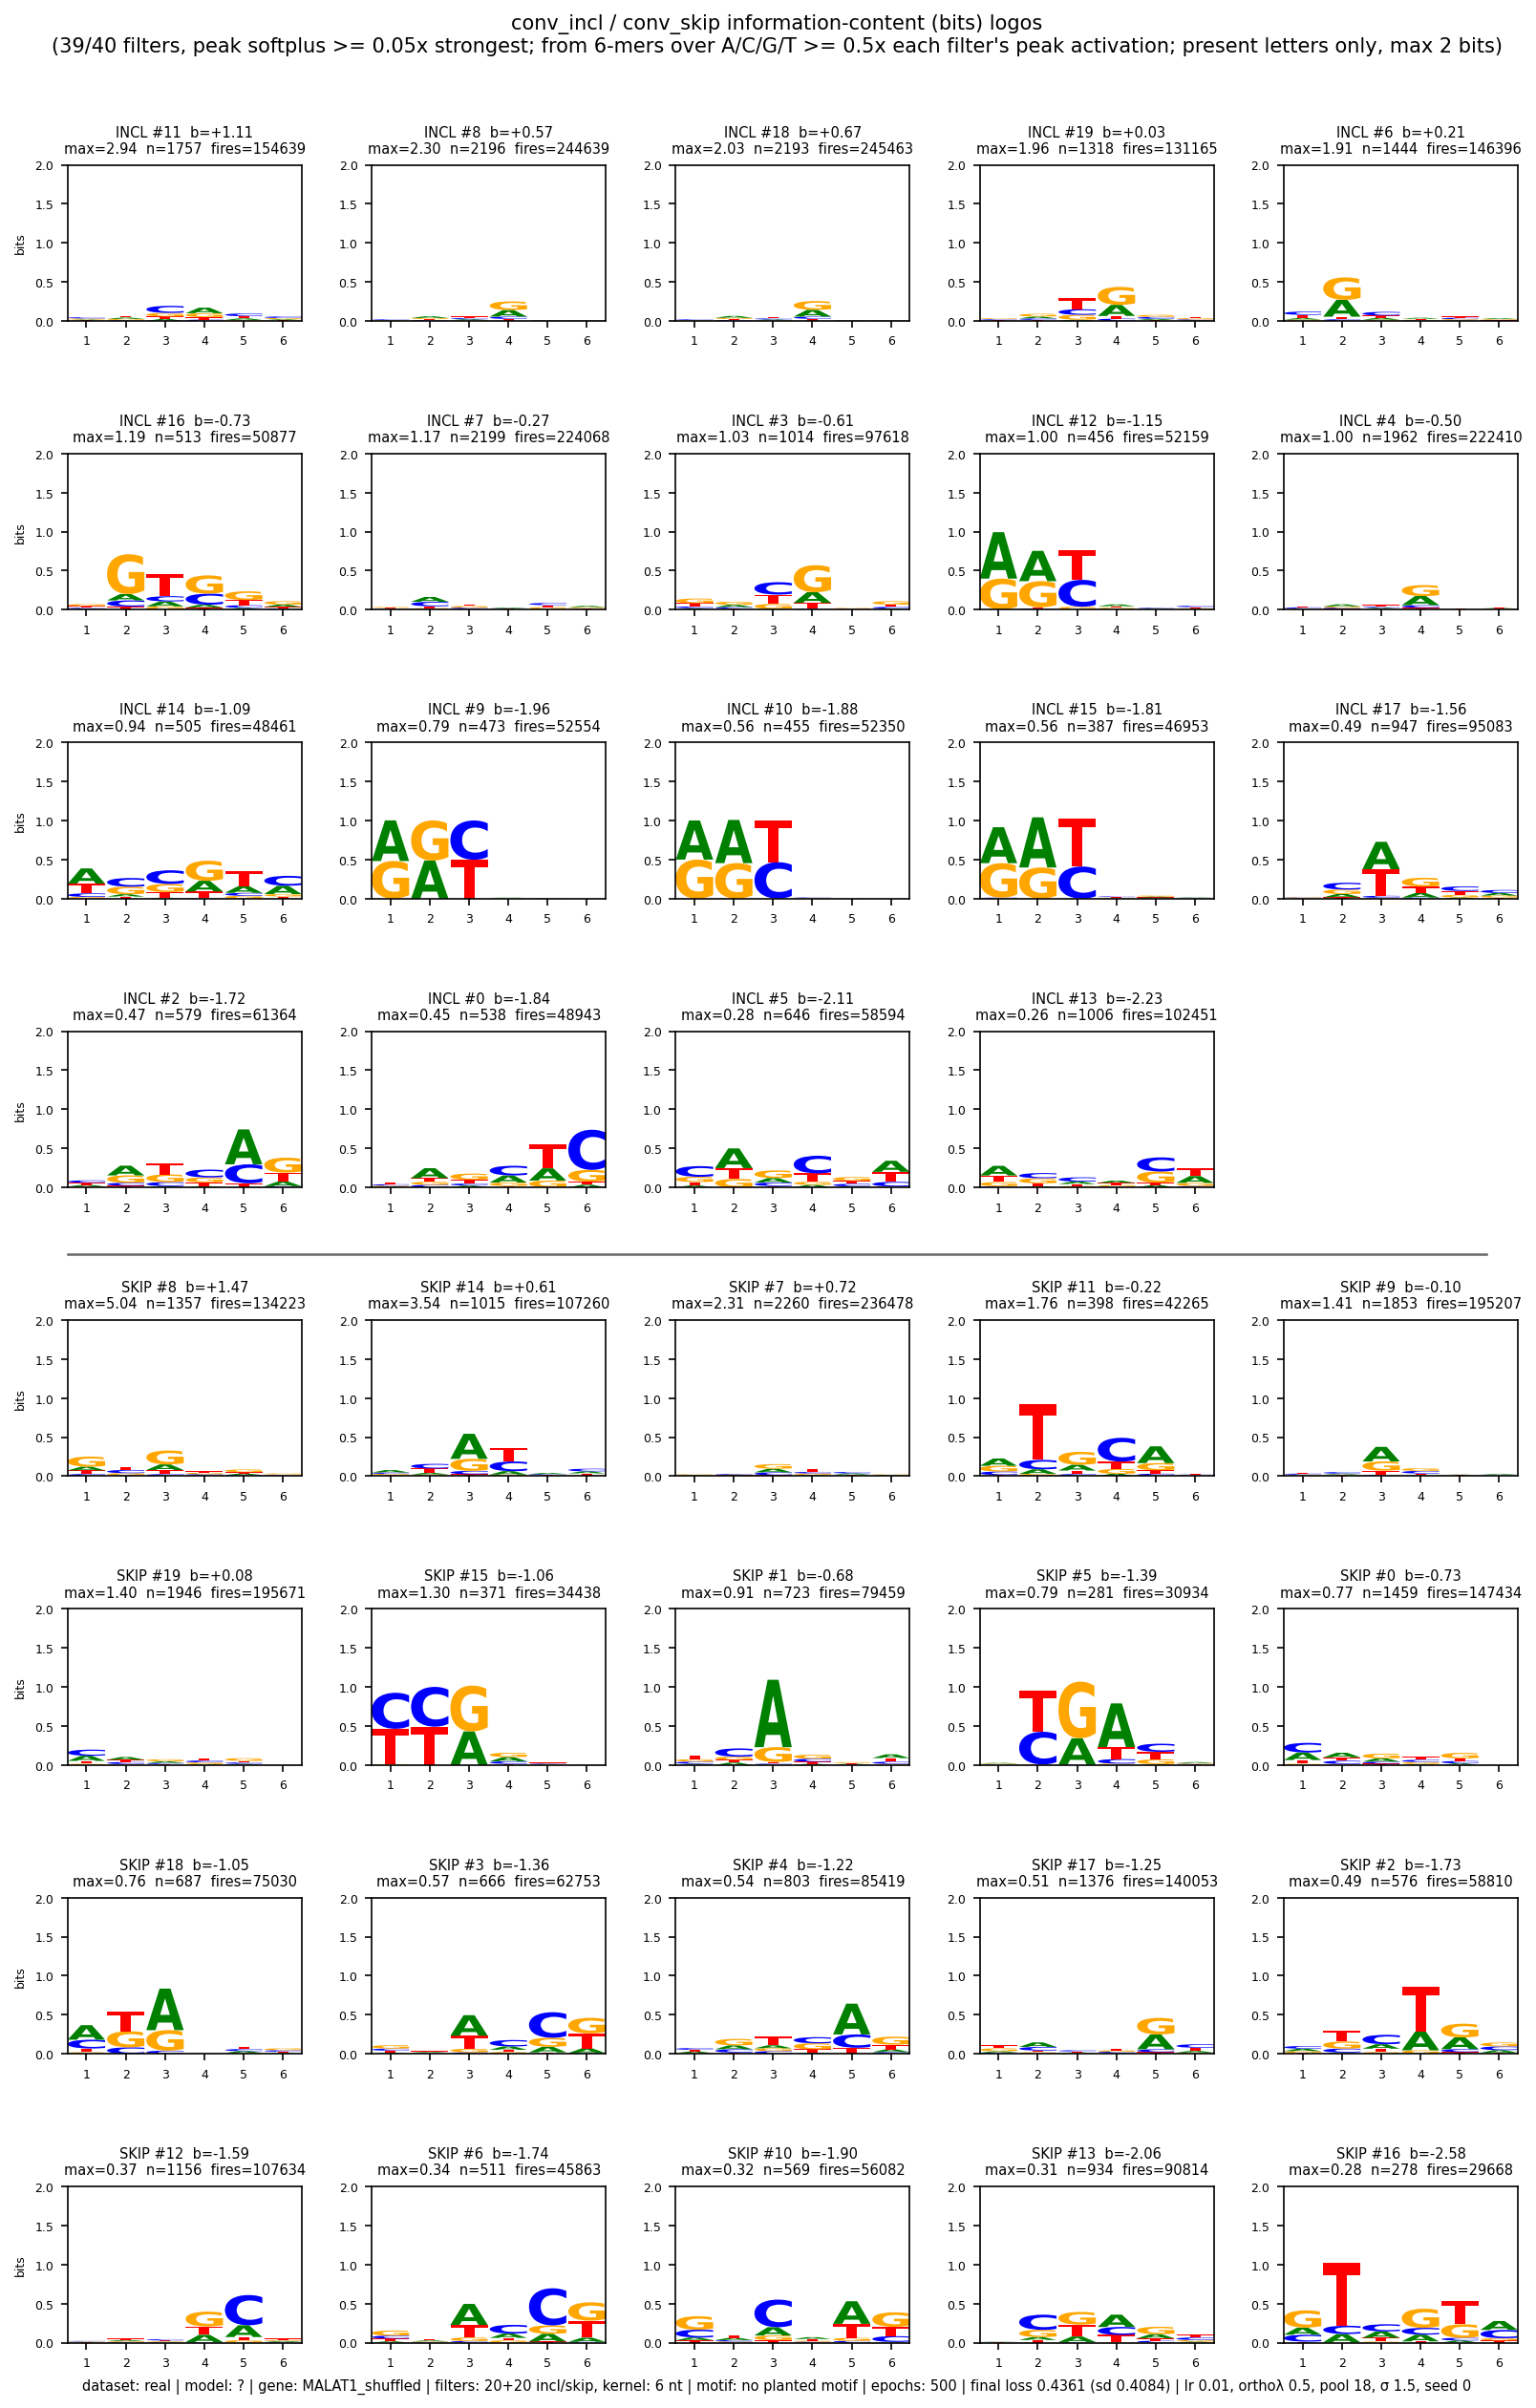 conv_incl / conv_skip information-content (bits) logos
(39/40 filters, peak softplus >= 0.05x strongest; from 6-mers over A/C/G/T >= 0.5x each filter's peak activation; present letters only, max 2 bits)
INCL #11 b=+1.11
max=2.94 n=1757 fires=154639
INCL #8 b=+0.57
max=2.30 n=2196 fires=244639
INCL #18 b=+0.67
max=2.03 n=2193 fires=245463
INCL #19 b=+0.03
max=1.96 n=1318 fires=131165
INCL #6 b=+0.21
max=1.91 n=1444 fires=146396
INCL #16 b=-0.73
max=1.19 n=513 fires=50877
INCL #7 b=-0.27
max=1.17 n=2199 fires=224068
INCL #3 b=-0.61
max=1.03 n=1014 fires=97618
INCL #12 b=-1.15
max=1.00 n=456 fires=52159
INCL #4 b=-0.50
max=1.00 n=1962 fires=222410
INCL #14 b=-1.09
max=0.94 n=505 fires=48461
INCL #9 b=-1.96
max=0.79 n=473 fires=52554
INCL #10 b=-1.88
max=0.56 n=455 fires=52350
INCL #15 b=-1.81
max=0.56 n=387 fires=46953
INCL #17 b=-1.56
max=0.49 n=947 fires=95083
INCL #2 b=-1.72
max=0.47 n=579 fires=61364
INCL #0 b=-1.84
max=0.45 n=538 fires=48943
INCL #5 b=-2.11
max=0.28 n=646 fires=58594
INCL #13 b=-2.23
max=0.26 n=1006 fires=102451
SKIP #8 b=+1.47
max=5.04 n=1357 fires=134223
SKIP #14 b=+0.61
max=3.54 n=1015 fires=107260
SKIP #7 b=+0.72
max=2.31 n=2260 fires=236478
SKIP #11 b=-0.22
max=1.76 n=398 fires=42265
SKIP #9 b=-0.10
max=1.41 n=1853 fires=195207
SKIP #19 b=+0.08
max=1.40 n=1946 fires=195671
SKIP #15 b=-1.06
max=1.30 n=371 fires=34438
SKIP #1 b=-0.68
max=0.91 n=723 fires=79459
SKIP #5 b=-1.39
max=0.79 n=281 fires=30934
SKIP #0 b=-0.73
max=0.77 n=1459 fires=147434
SKIP #18 b=-1.05
max=0.76 n=687 fires=75030
SKIP #3 b=-1.36
max=0.57 n=666 fires=62753
SKIP #4 b=-1.22
max=0.54 n=803 fires=85419
SKIP #17 b=-1.25
max=0.51 n=1376 fires=140053
SKIP #2 b=-1.73
max=0.49 n=576 fires=58810
SKIP #12 b=-1.59
max=0.37 n=1156 fires=107634
SKIP #6 b=-1.74
max=0.34 n=511 fires=45863
SKIP #10 b=-1.90
max=0.32 n=569 fires=56082
SKIP #13 b=-2.06
max=0.31 n=934 fires=90814
SKIP #16 b=-2.58
max=0.28 n=278 fires=29668
dataset: real | model: ? | gene: MALAT1_shuffled | filters: 20+20 incl/skip, kernel: 6 nt | motif: no planted motif | epochs: 500 | final loss 0.4361 (sd 0.4084) | lr 0.01, orthoλ 0.5, pool 18, σ 1.5, seed 0